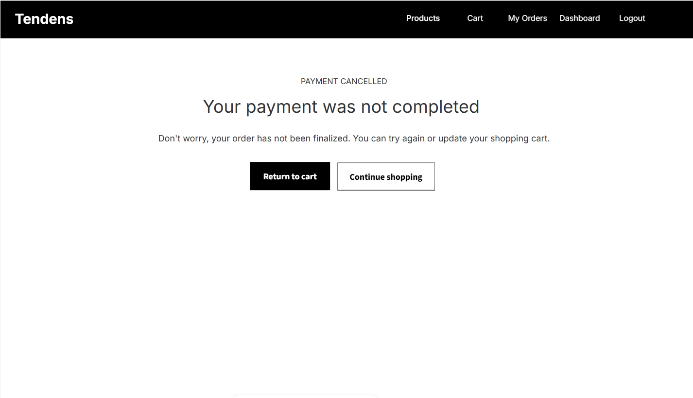 Tendens
Products Cart My Orders Dashboard Logout
PAYMENT CANCELLED
Your payment was not completed
Don't worry, your order has not been finalized. You can try again or update your shopping cart.
Return to cart Continue shopping